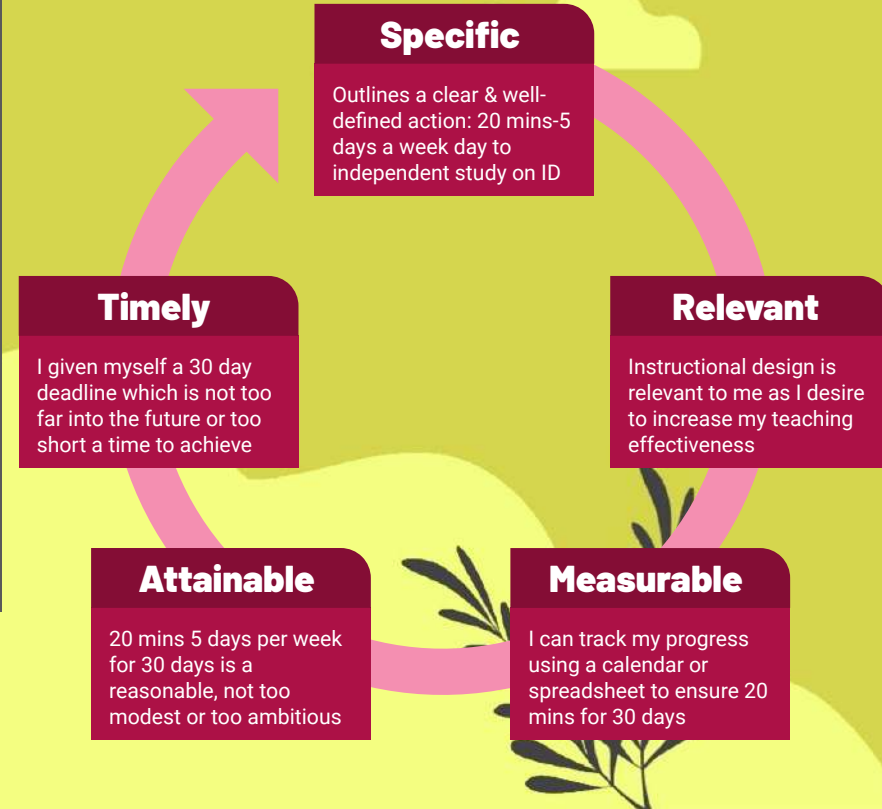 Specific
Outlines a clear & well-
defined action: 20 mins-5
days a week day to
independent study on ID
Relevant
Instructional design is
relevant to me as I desire
to increase my teaching
effectiveness
Measurable
I can track my progress
using a calendar or
spreadsheet to ensure 20
mins for 30 days
Attainable
20 mins 5 days per week
for 30 days is a
reasonable, not too
modest or too ambitious
Timely
I given myself a 30 day
deadline which is not too
far into the future or too
short a time to achieve